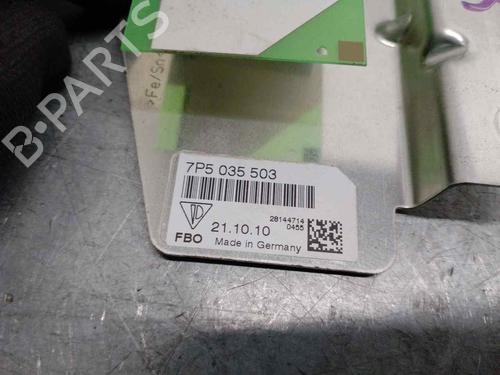 B-PARTS
>Fe/Sn
7P5 035 503
21.10.10
28144714
0455
FBO
Made in Germany